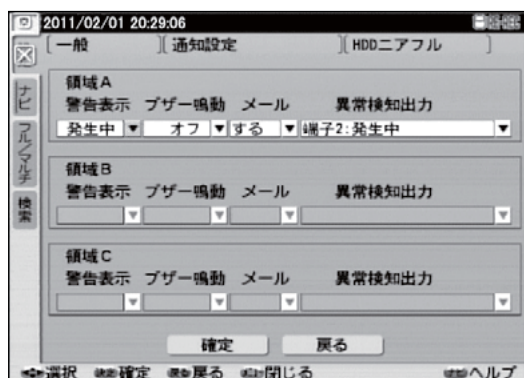 2011/02/01 20:29:06
一般 通知設定 HDDニアフル
ナビ
フル/マルチ
検索
領域A
警告表示 ブザー鳴動 メール 異常検知出力
発生中 オフ する 端子2:発生中
領域B
警告表示 ブザー鳴動 メール 異常検知出力
領域C
警告表示 ブザー鳴動 メール 異常検知出力
確定 戻る
選択 確定 戻る 閉じる ヘルプ